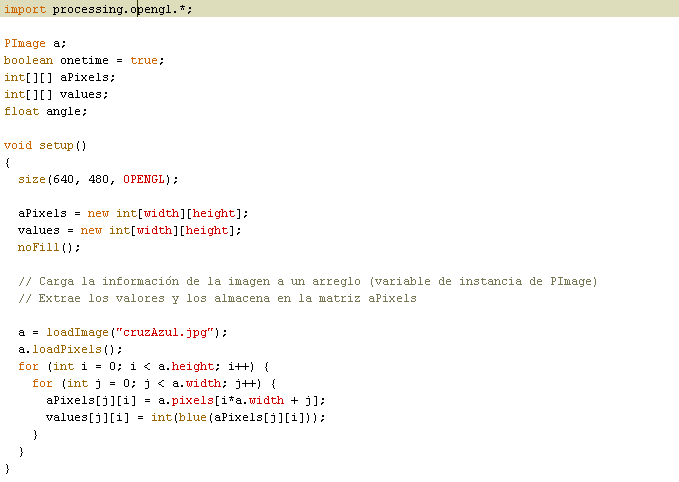 import processing.opengl.*;
PImage a;
boolean onetime = true;
int[][] aPixels;
int[][] values;
float angle;
void setup()
{
size(640, 480, OPENGL);
aPixels = new int[width][height];
values = new int[width][height];
noFill();
// Carga la información de la imagen a un arreglo (variable de instancia de PImage)
// Extrae los valores y los almacena en la matriz aPixels
a = loadImage("cruzAzul.jpg");
a.loadPixels();
for (int i = 0; i < a.height; i++) {
for (int j = 0; j < a.width; j++) {
aPixels[j][i] = a.pixels[i*a.width + j];
values[j][i] = int(blue(aPixels[j][i]));
}
}
}